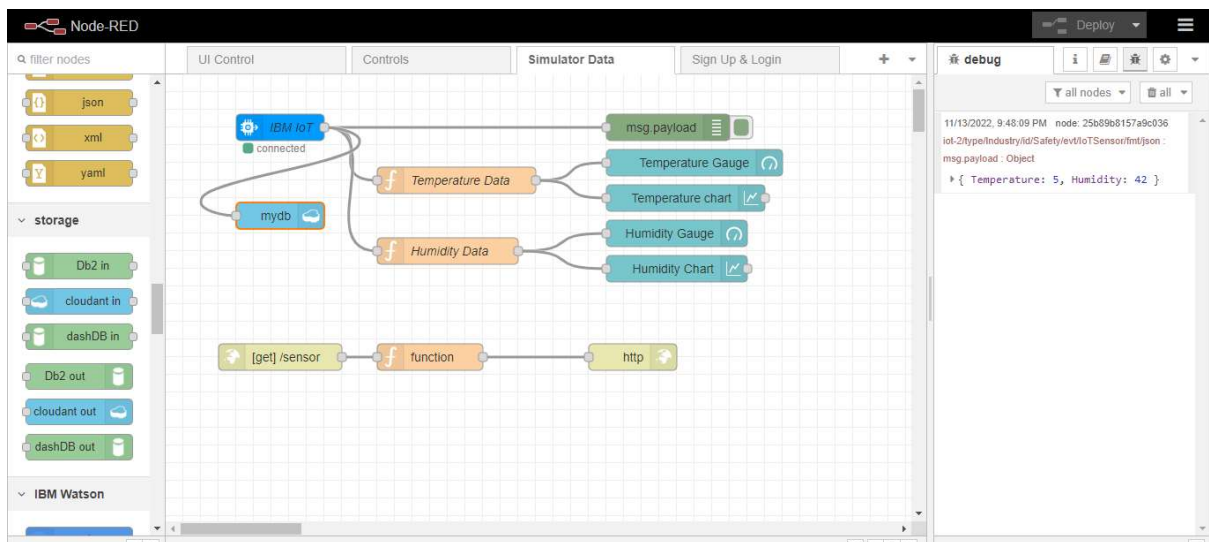 Node-RED
Deploy
filter nodes
UI Control
Controls
Simulator Data
Sign Up & Login
debug
i
all nodes
all
json
xml
yaml
storage
Db2 in
cloudant in
dashDB in
Db2 out
cloudant out
dashDB out
IBM Watson
IBM IoT
connected
mydb
f
Temperature Data
f
Humidity Data
msg.payload
Temperature Gauge
Temperature chart
Humidity Gauge
Humidity Chart
[get] /sensor
f
function
http
11/13/2022, 9:48:09 PM node: 25b89b8157a9c036
iot-2/type/Industry/id/Safety/evt/IoTSensor/fmt/json :
msg.payload : Object
{ Temperature: 5, Humidity: 42 }